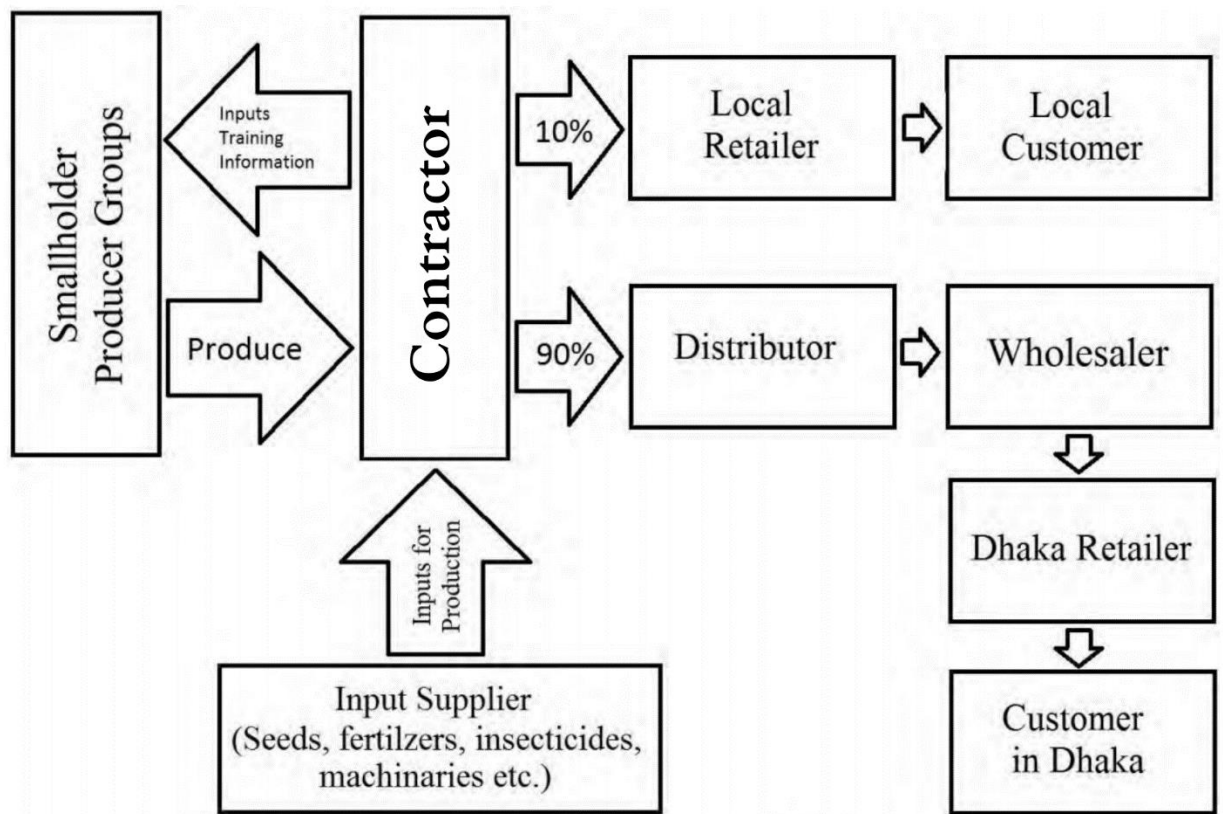 Smallholder
Producer Groups
Inputs
Training
Information
Produce
Contractor
10%
Local
Retailer
Local
Customer
90%
Distributor
Wholesaler
Dhaka Retailer
Customer
in Dhaka
Inputs for
Production
Input Supplier
(Seeds, fertilzers, insecticides,
machinaries etc.)